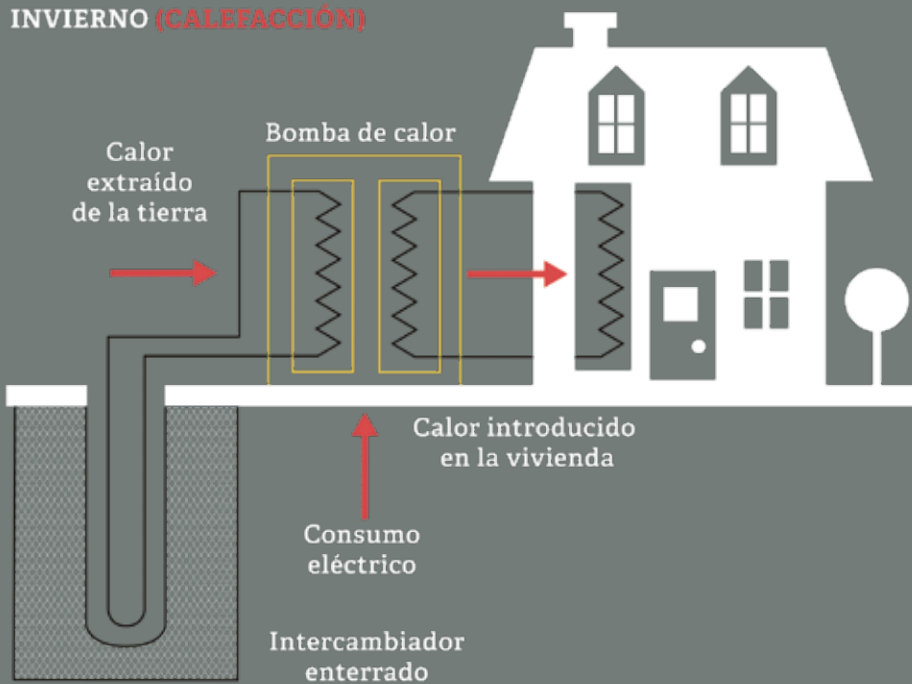 INVIERNO (CALEFACCIÓN)
Bomba de calor
Calor
extraído
de la tierra
Calor introducido
en la vivienda
Consumo
eléctrico
Intercambiador
enterrado